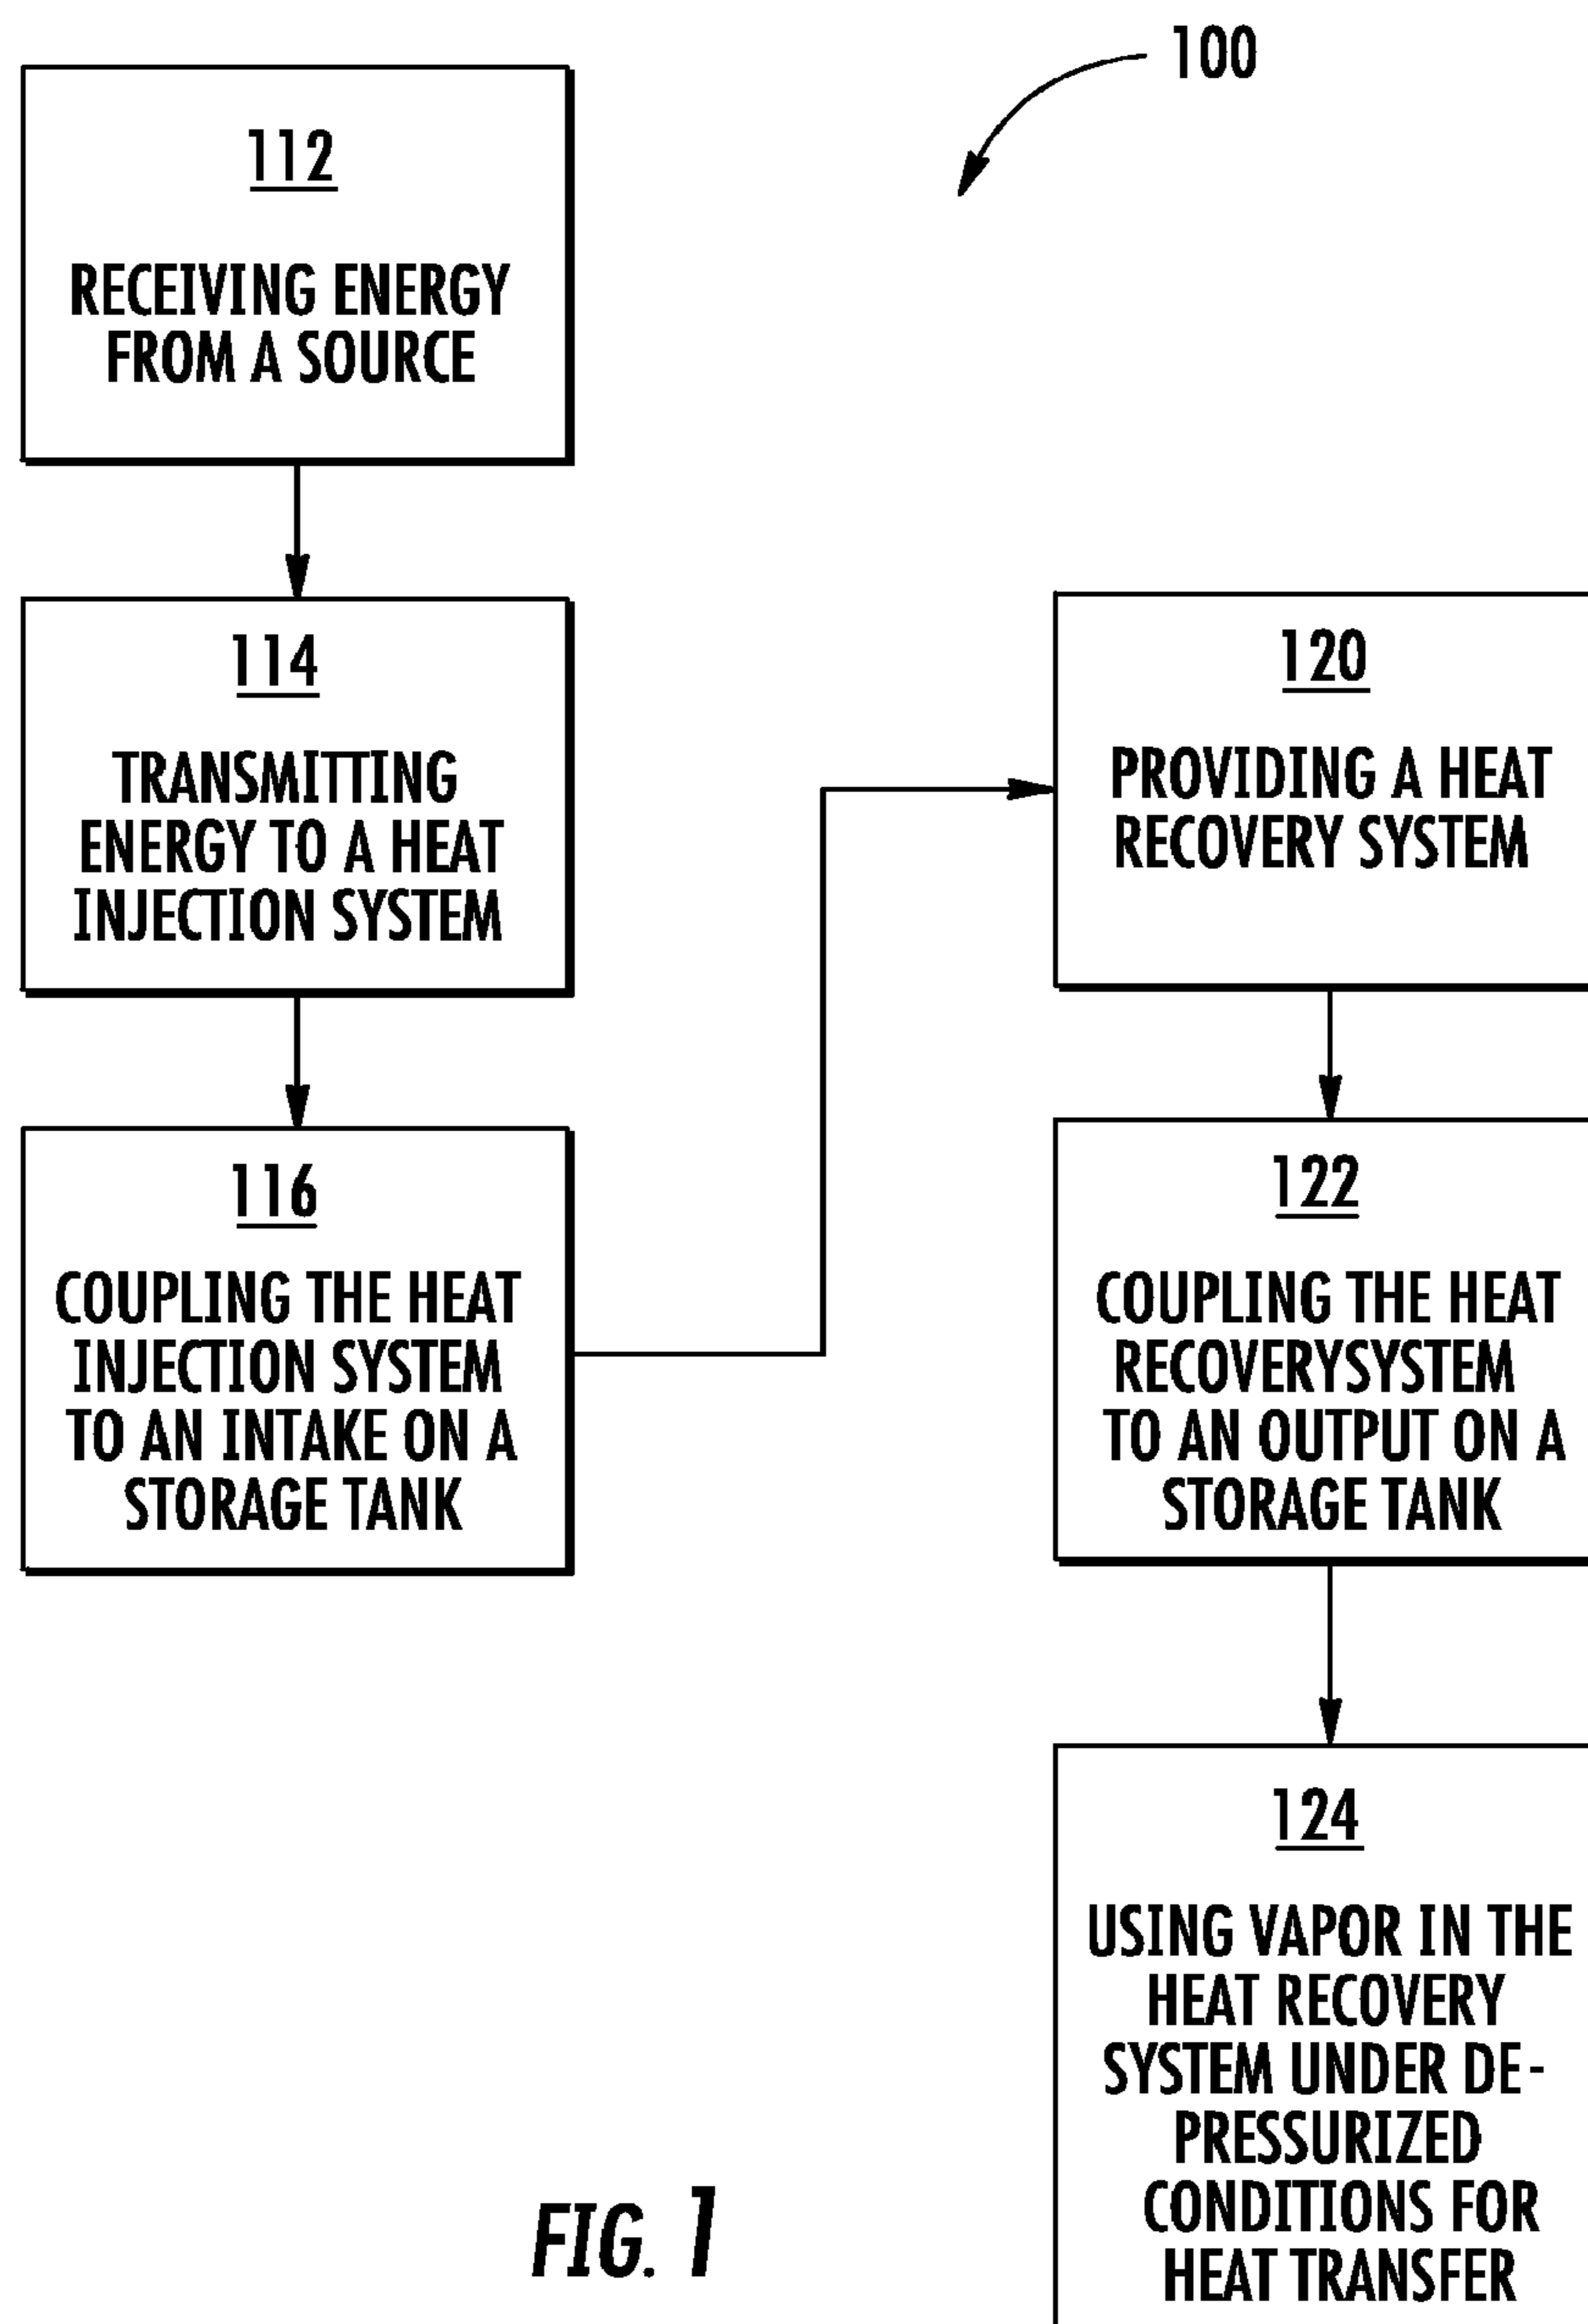 100
112
RECEIVING ENERGY
FROM A SOURCE
114
TRANSMITTING
ENERGY TO A HEAT
INJECTION SYSTEM
116
COUPLING THE HEAT
INJECTION SYSTEM
TO AN INTAKE ON A
STORAGE TANK
120
PROVIDING A HEAT
RECOVERY SYSTEM
122
COUPLING THE HEAT
RECOVERYSYSTEM
TO AN OUTPUT ON A
STORAGE TANK
124
USING VAPOR IN THE
HEAT RECOVERY
SYSTEM UNDER DE-
PRESSURIZED
CONDITIONS FOR
HEAT TRANSFER
FIG. 1